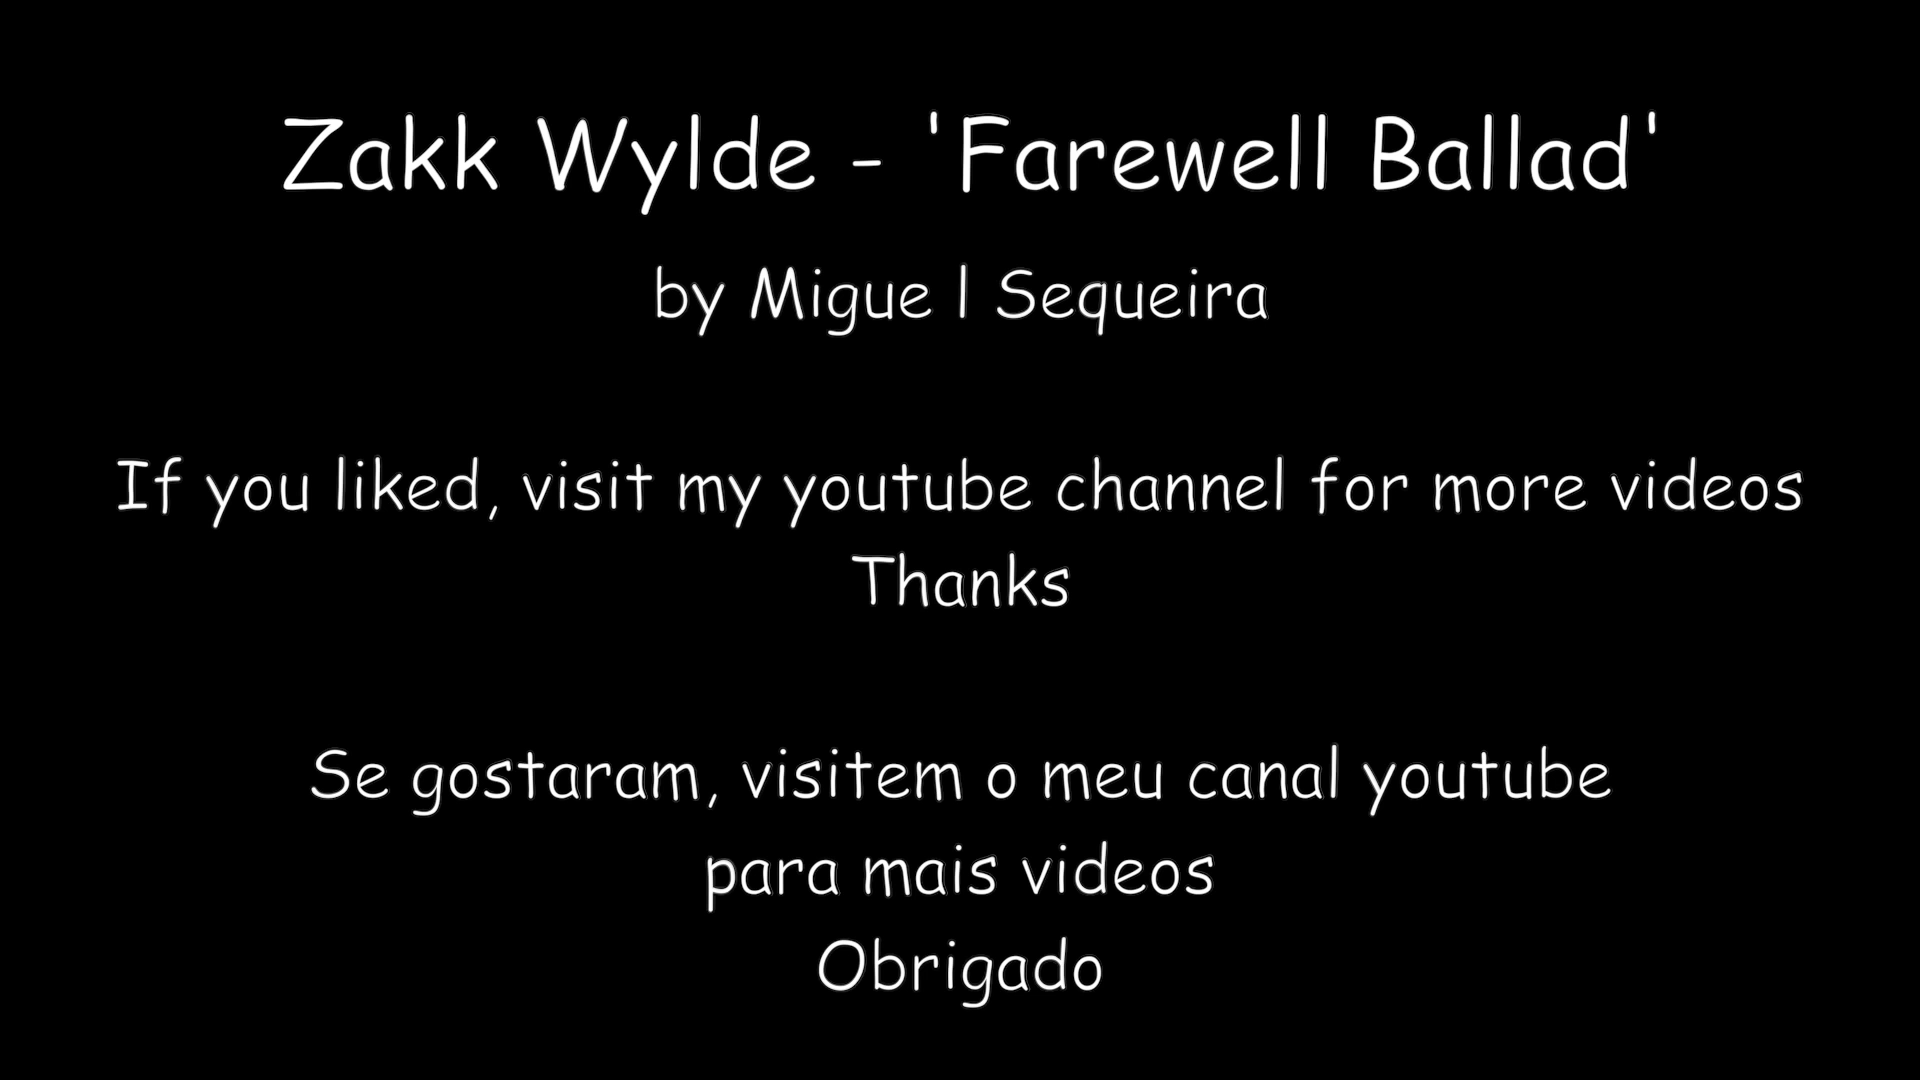 Zakk Wylde - 'Farewell Ballad'
by Migue l Sequeira
If you liked, visit my youtube channel for more videos
Thanks
Se gostaram, visitem o meu canal youtube
para mais videos
Obrigado